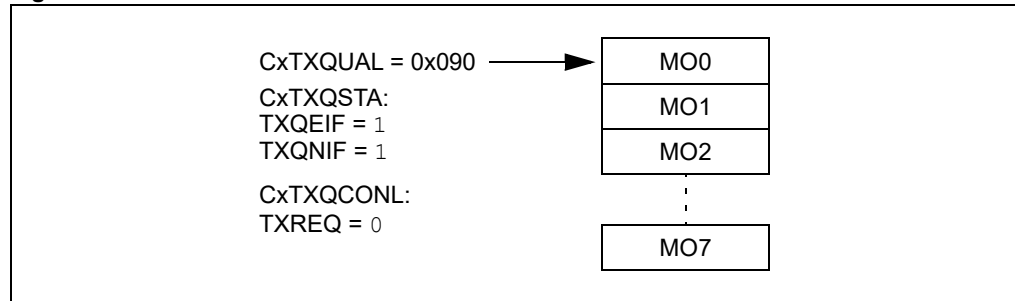 CxTXQUAL = 0x090
CxTXQSTA:
TXQEIF = 1
TXQNIF = 1
CxTXQCONL:
TXREQ = 0
MO0
MO1
MO2
MO7